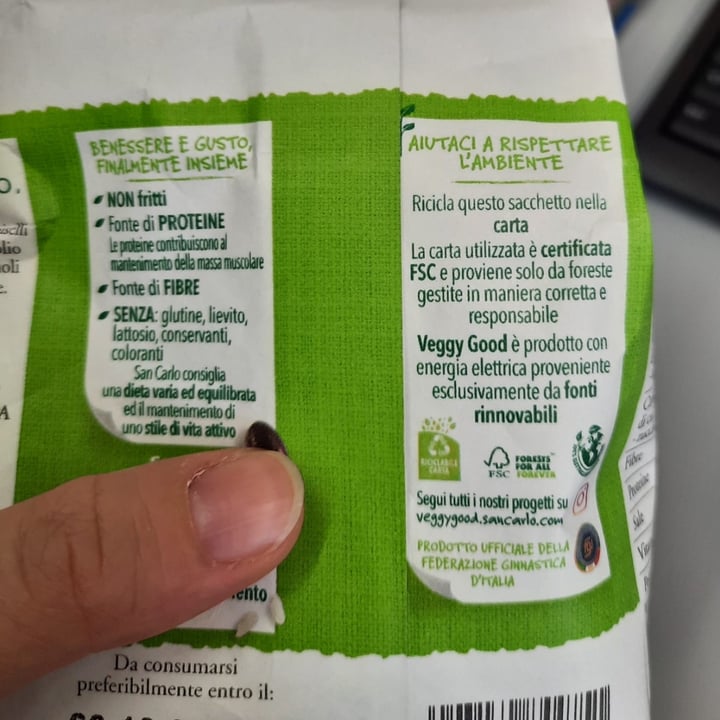 BENESSERE E GUSTO,
FINALMENTE INSIEME
NON fritti
Fonte di PROTEINE
Le proteine contribuiscono al
mantenimento della massa muscolare
Fonte di FIBRE
SENZA: glutine, lievito,
lattosio, conservanti,
coloranti
San Carlo consiglia
una dieta varia ed equilibrata
ed il mantenimento di
uno stile di vita attivo
Da consumarsi
preferibilmente entro il:
AIUTACI A RISPETTARE
L'AMBIENTE
Ricicla questo sacchetto nella
carta
La carta utilizzata è certificata
FSC e proviene solo da foreste
gestite in maniera corretta e
responsabile
Veggy Good è prodotto con
energia elettrica proveniente
esclusivamente da fonti
rinnovabili
RICICLABILE
CARTA
FSC
FORESTS
FOR ALL
FOREVER
Segui tutti i nostri progetti su
veggygood.sancarlo.com
PRODOTTO UFFICIALE DELLA
FEDERAZIONE GINNASTICA
D'ITALIA
Fibre
Sale